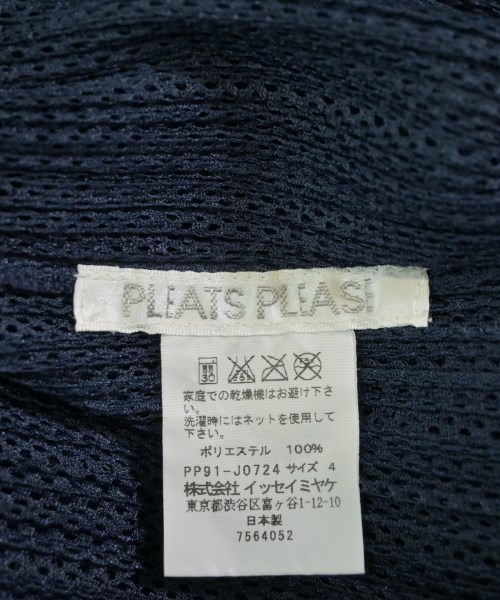 PLEATS PLEASE
30
家庭での乾燥機はお避け下さ
い。
洗濯時にはネットを使用して
下さい。
ポリエステル 100%
PP91-J0724 サイズ 4
株式会社 イッセイミヤケ
東京都渋谷区富ヶ谷1-12-10
日本製
7564052